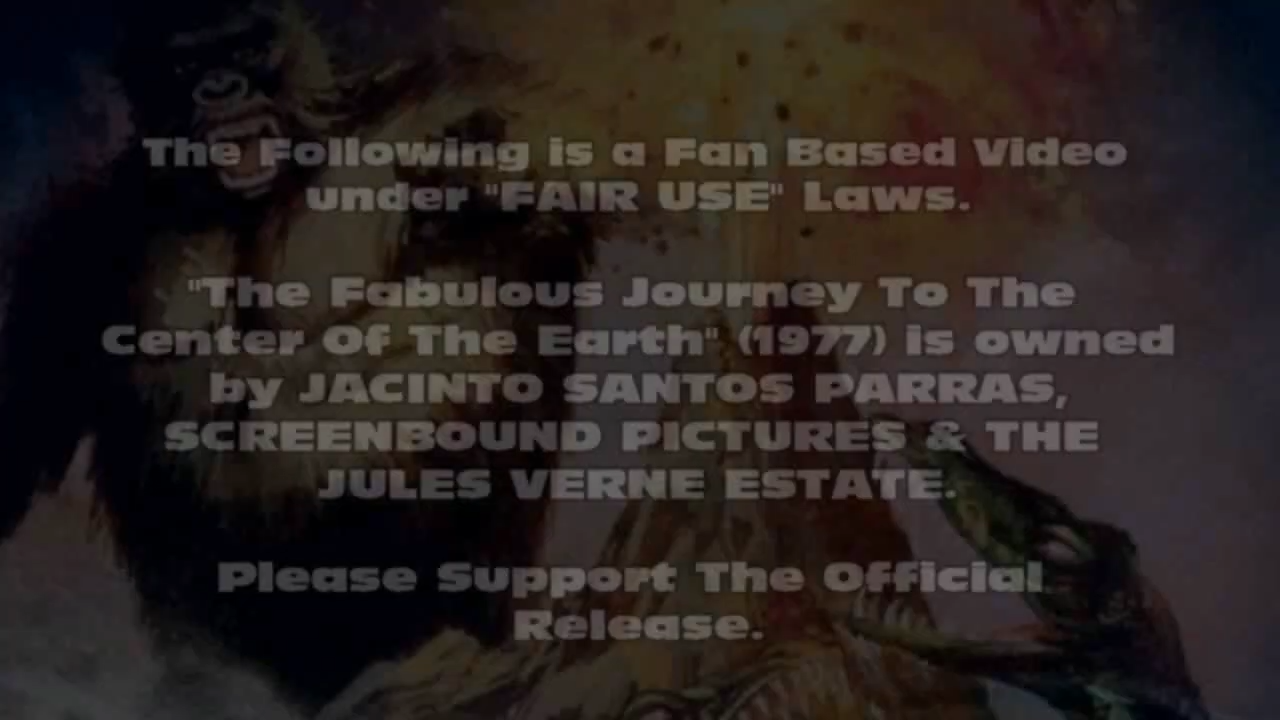 The Following is a Fan Based Video
under "FAIR USE" Laws.
"The Fabulous Journey To The
Center Of The Earth" (1977) is owned
by JACINTO SANTOS PARRAS,
SCREENBOUND PICTURES & THE
JULES VERNE ESTATE.
Please Support The Official
Release.